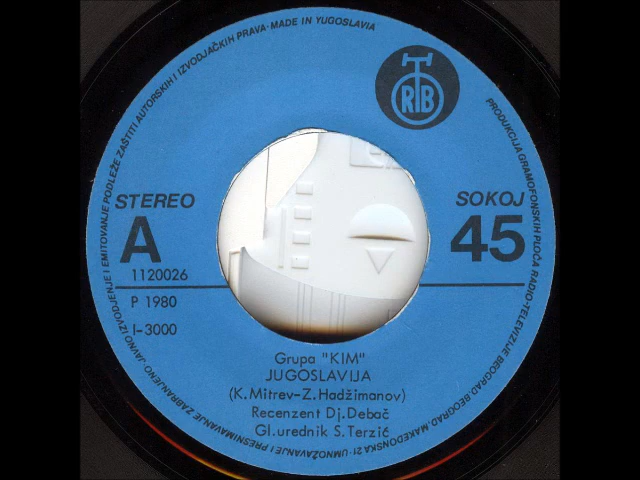 UMNOŽAVANJE I PRESNIMAVANJE ZABRANJENO. JAVNO IZVODJENJE I EMITOVANJE PODLEŽE ZAŠTITI AUTORSKIH I IZVODJAČKIH PRAVA·MADE IN YUGOSLAVIA
PRODUKCIJA GRAMOFONSKIH PLOČA RADIO-TELEVIZIJE BEOGRAD, BEOGRAD, MAKEDONSKA 21·
RTB
STEREO
SOKOJ
A
45
1120026
P 1980
I-3000
Grupa "KIM"
JUGOSLAVIJA
(K. Mitrev-Z.Hadžimanov)
Recenzent Dj.Debač
Gl.urednik S.Terzić